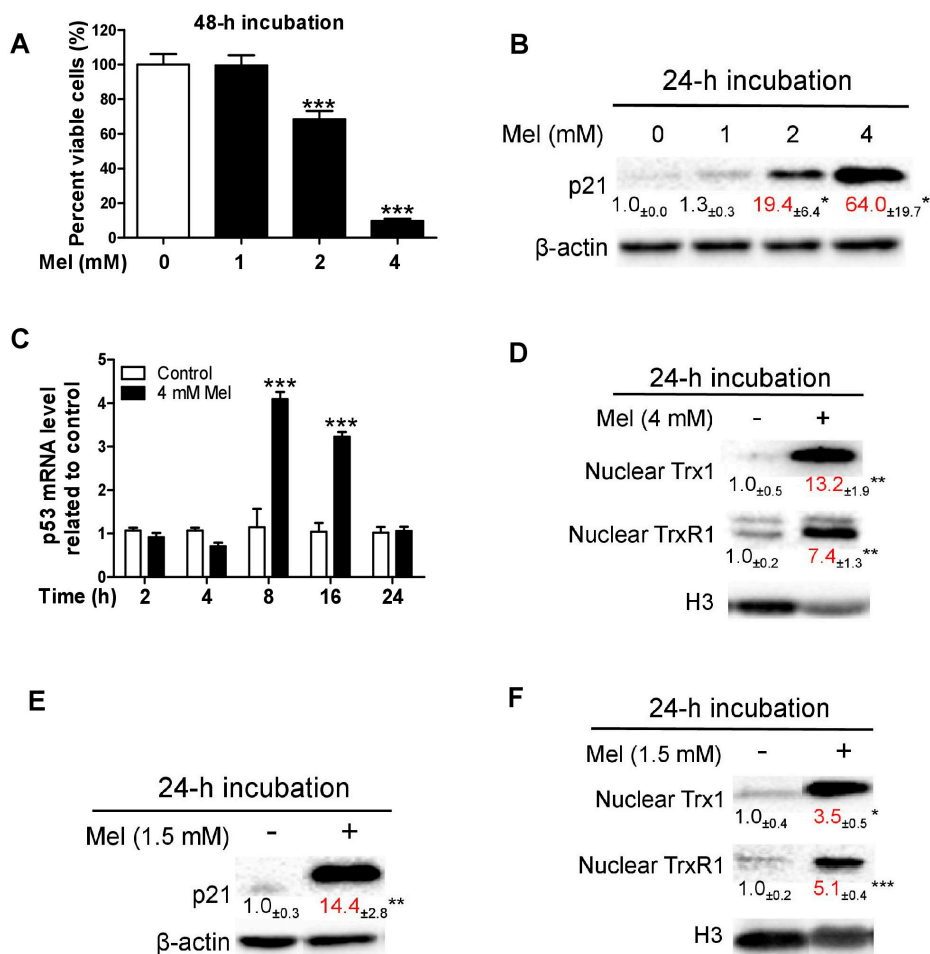 A
48-h incubation
Percent viable cells (%)
120
100
80
60
40
20
0
***
***
Mel (mM) 0 1 2 4
B
24-h incubation
Mel (mM) 0 1 2 4
p21
1.0±0.0 1.3±0.3 19.4±6.4* 64.0±19.7*
β-actin
C
p53 mRNA level
related to control
5
4
3
2
1
0
Control
4 mM Mel
***
***
Time (h) 2 4 8 16 24
D
24-h incubation
Mel (4 mM) - +
Nuclear Trx1
1.0±0.5 13.2±1.9**
Nuclear TrxR1
1.0±0.2 7.4±1.3**
H3
E
24-h incubation
Mel (1.5 mM) - +
p21
1.0±0.3 14.4±2.8**
β-actin
F
24-h incubation
Mel (1.5 mM) - +
Nuclear Trx1
1.0±0.4 3.5±0.5*
Nuclear TrxR1
1.0±0.2 5.1±0.4***
H3